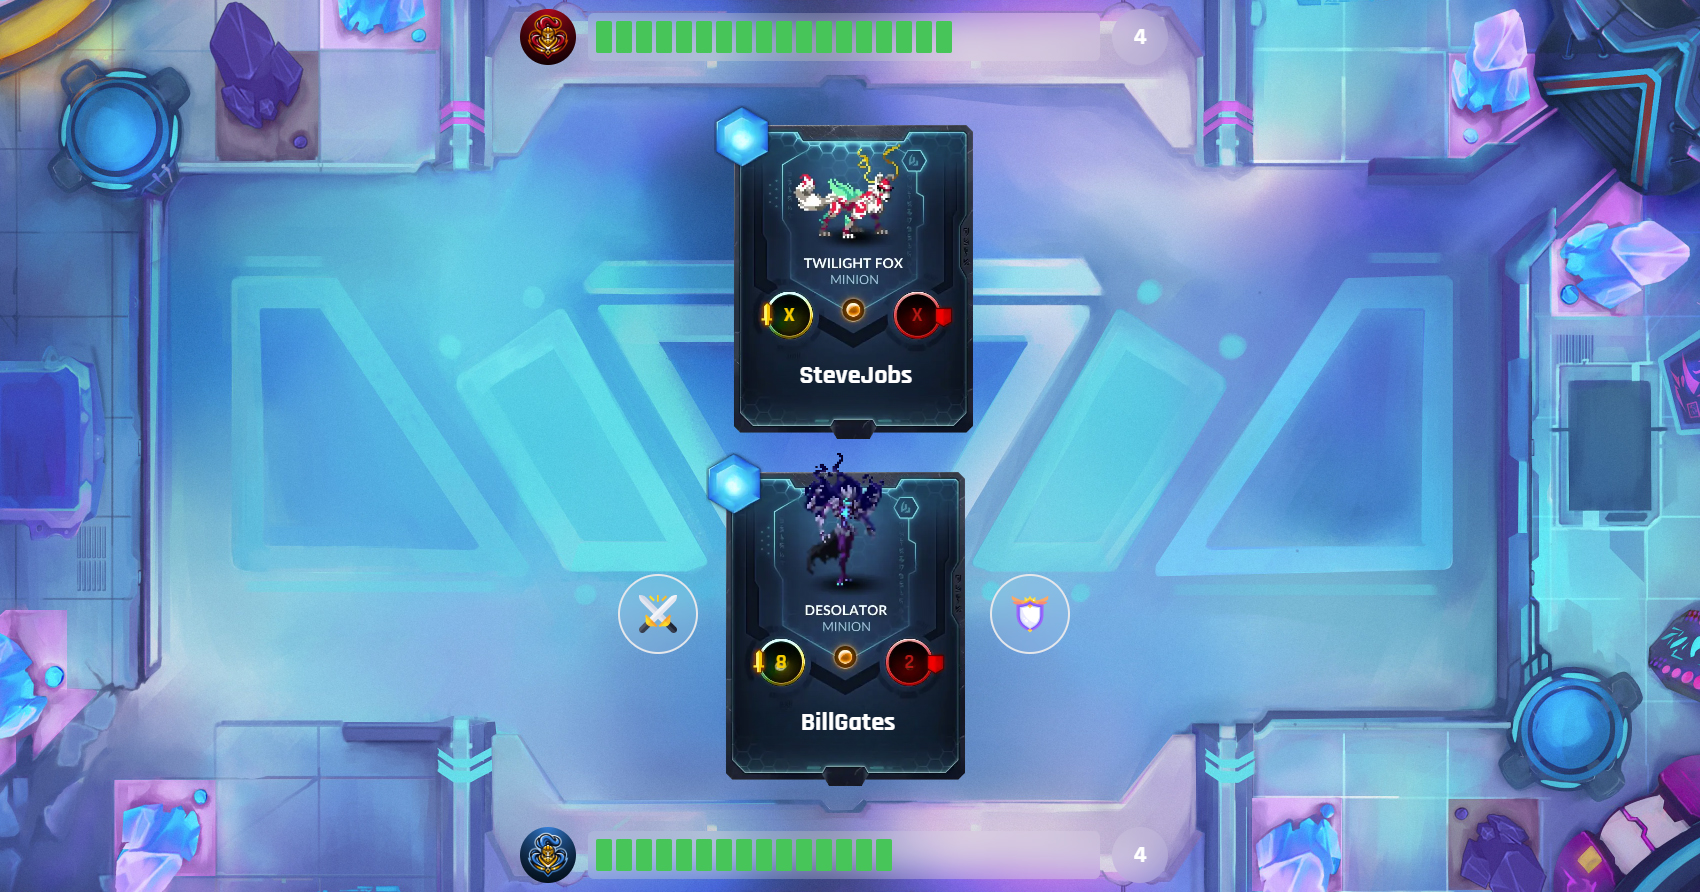 4
TWILIGHT FOX
MINION
X X
SteveJobs
DESOLATOR
MINION
8 2
BillGates
4